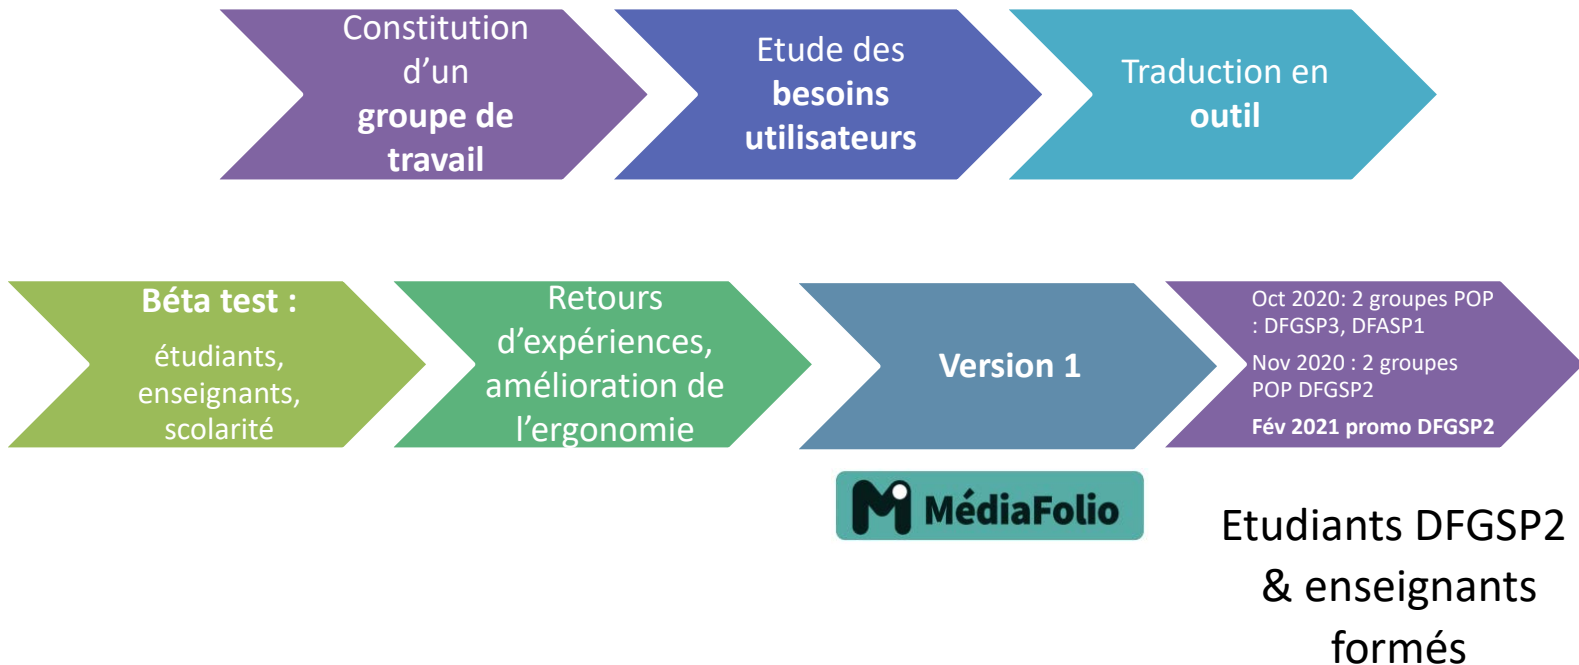 Constitution
d’un
groupe de
travail
Etude des
besoins
utilisateurs
Traduction en
outil
Béta test :
étudiants,
enseignants,
scolarité
Retours
d’expériences,
amélioration de
l’ergonomie
Version 1
Oct 2020: 2 groupes POP
: DFGSP3, DFASP1
Nov 2020 : 2 groupes
POP DFGSP2
Fév 2021 promo DFGSP2
MédiaFolio
Etudiants DFGSP2
& enseignants
formés